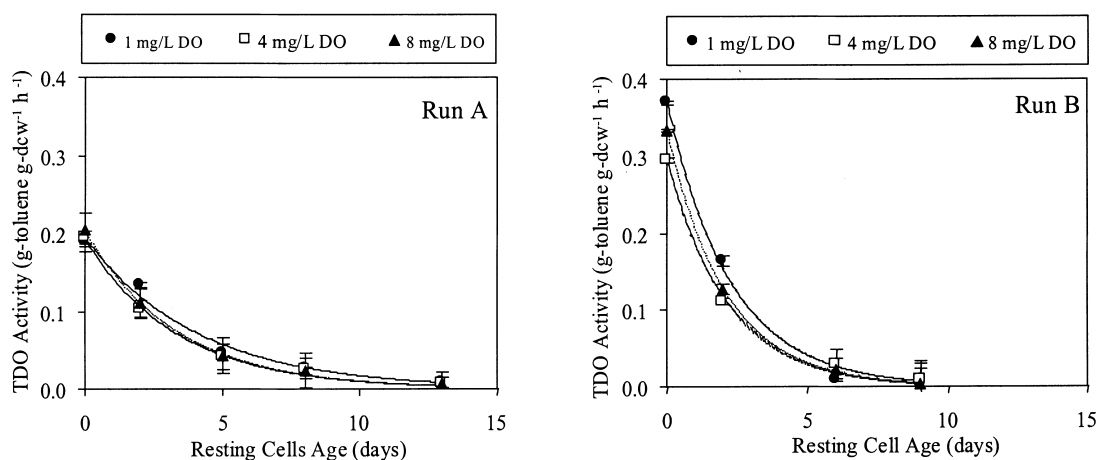 1 mg/L DO 4 mg/L DO 8 mg/L DO
Run A
TDO Activity (g-toluene g-dcw⁻¹ h⁻¹)
0.4
0.3
0.2
0.1
0.0
0 5 10 15
Resting Cells Age (days)
1 mg/L DO 4 mg/L DO 8 mg/L DO
Run B
TDO Activity (g-toluene g-dcw⁻¹ h⁻¹)
0.4
0.3
0.2
0.1
0.0
0 5 10 15
Resting Cell Age (days)